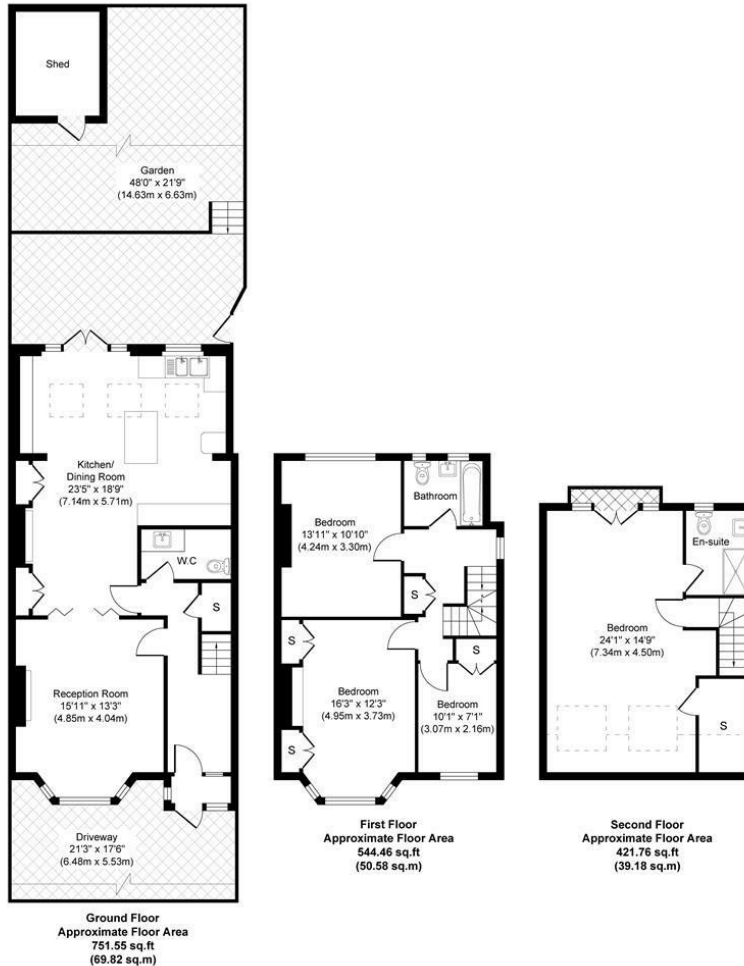 Shed
Garden
48'0" x 21'9"
(14.63m x 6.63m)
Kitchen/
Dining Room
23'5" x 18'9"
(7.14m x 5.71m)
W.C
S
Reception Room
15'11" x 13'3"
(4.85m x 4.04m)
Driveway
21'3" x 17'6"
(6.48m x 5.53m)
Ground Floor
Approximate Floor Area
751.55 sq.ft
(69.82 sq.m)
Bathroom
Bedroom
13'11" x 10'10"
(4.24m x 3.30m)
S
S
S
Bedroom
16'3" x 12'3"
(4.95m x 3.73m)
Bedroom
10'1" x 7'1"
(3.07m x 2.16m)
S
First Floor
Approximate Floor Area
544.46 sq.ft
(50.58 sq.m)
En-suite
Bedroom
24'1" x 14'9"
(7.34m x 4.50m)
S
Second Floor
Approximate Floor Area
421.76 sq.ft
(39.18 sq.m)